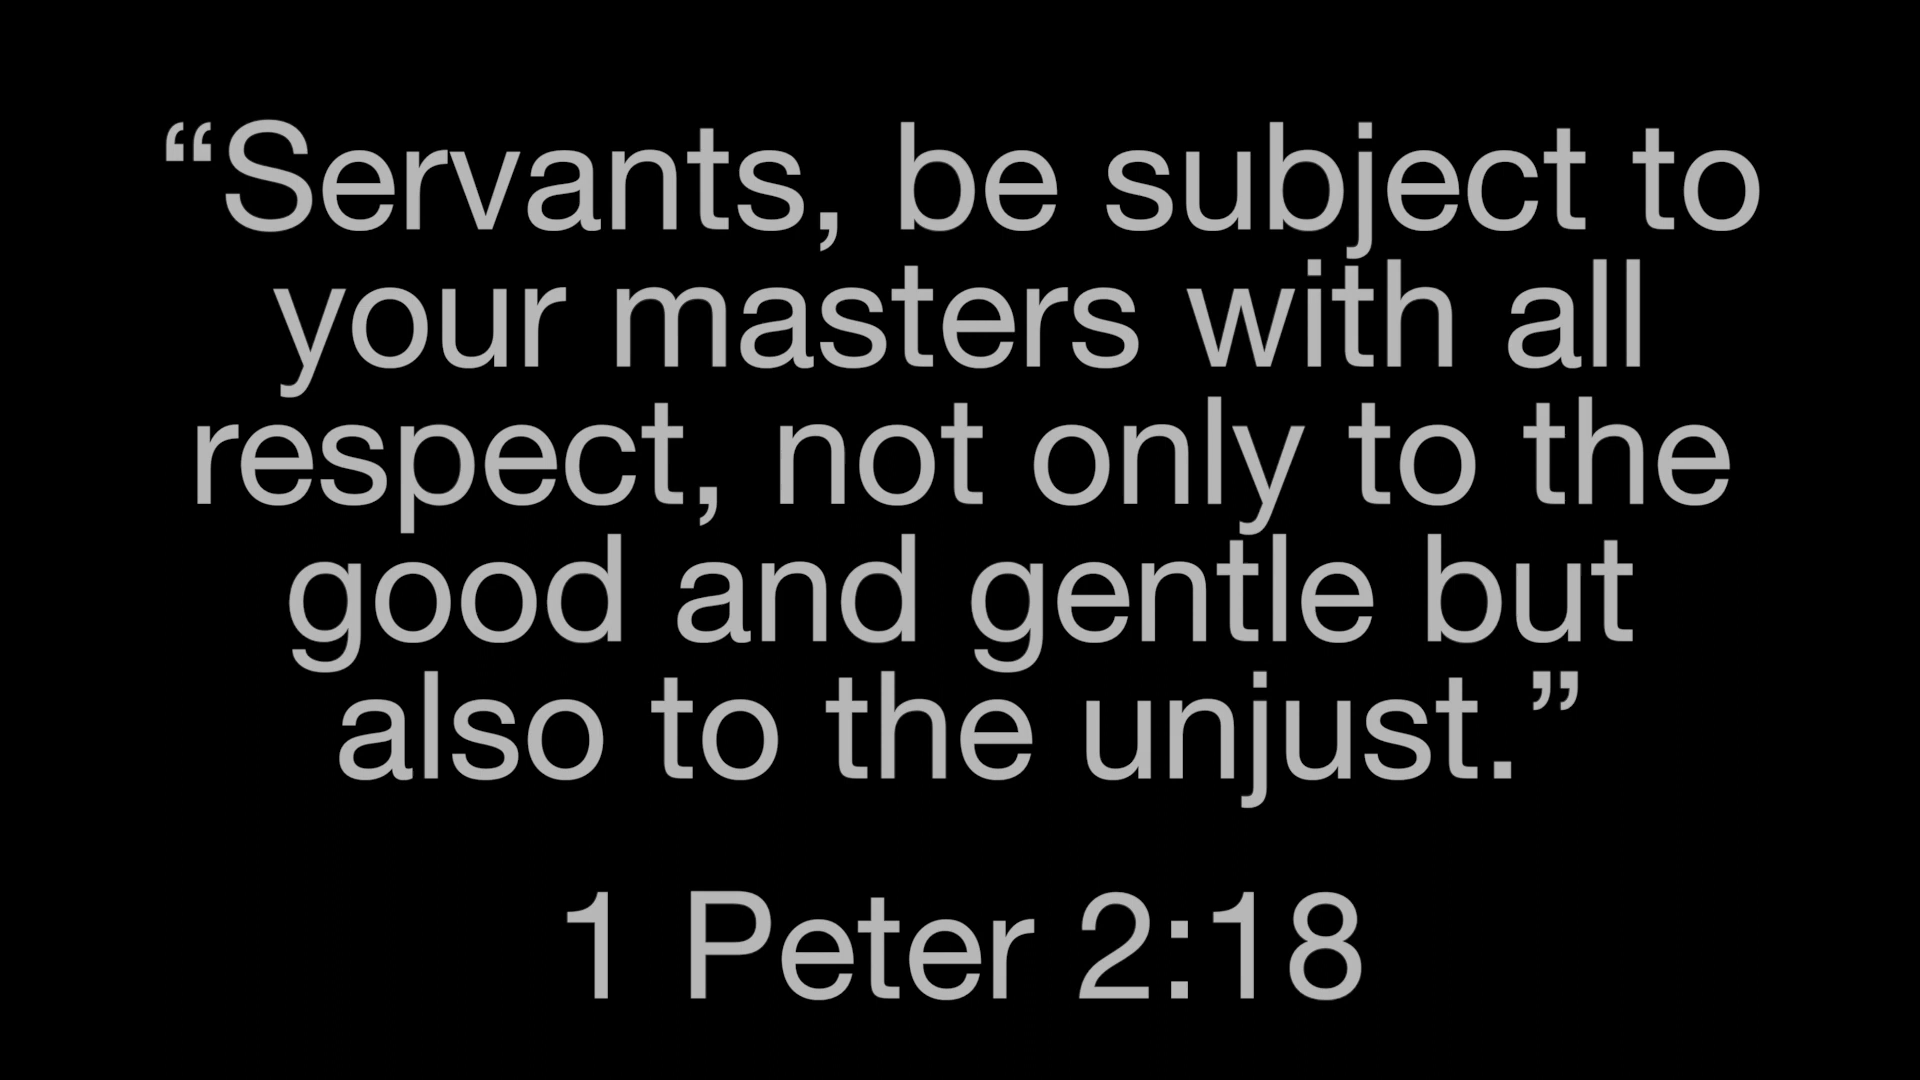 “Servants, be subject to
your masters with all
respect, not only to the
good and gentle but
also to the unjust.”
1 Peter 2:18